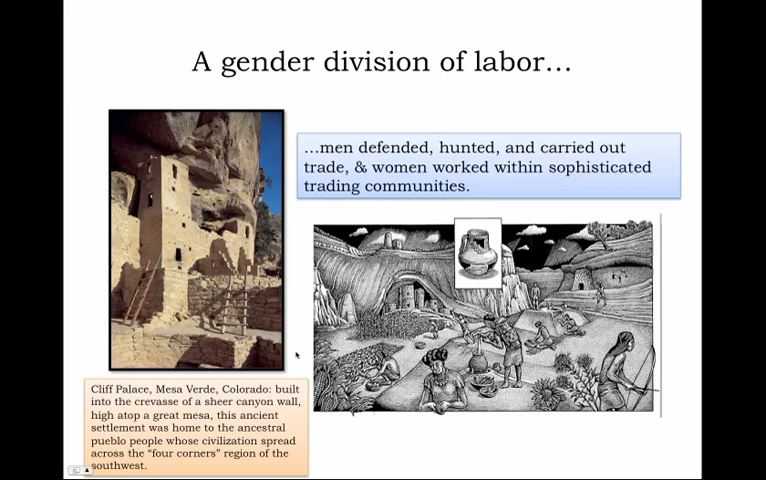 A gender division of labor…
…men defended, hunted, and carried out
trade, & women worked within sophisticated
trading communities.
Cliff Palace, Mesa Verde, Colorado: built
into the crevasse of a sheer canyon wall,
high atop a great mesa, this ancient
settlement was home to the ancestral
pueblo people whose civilization spread
across the “four corners” region of the
southwest.